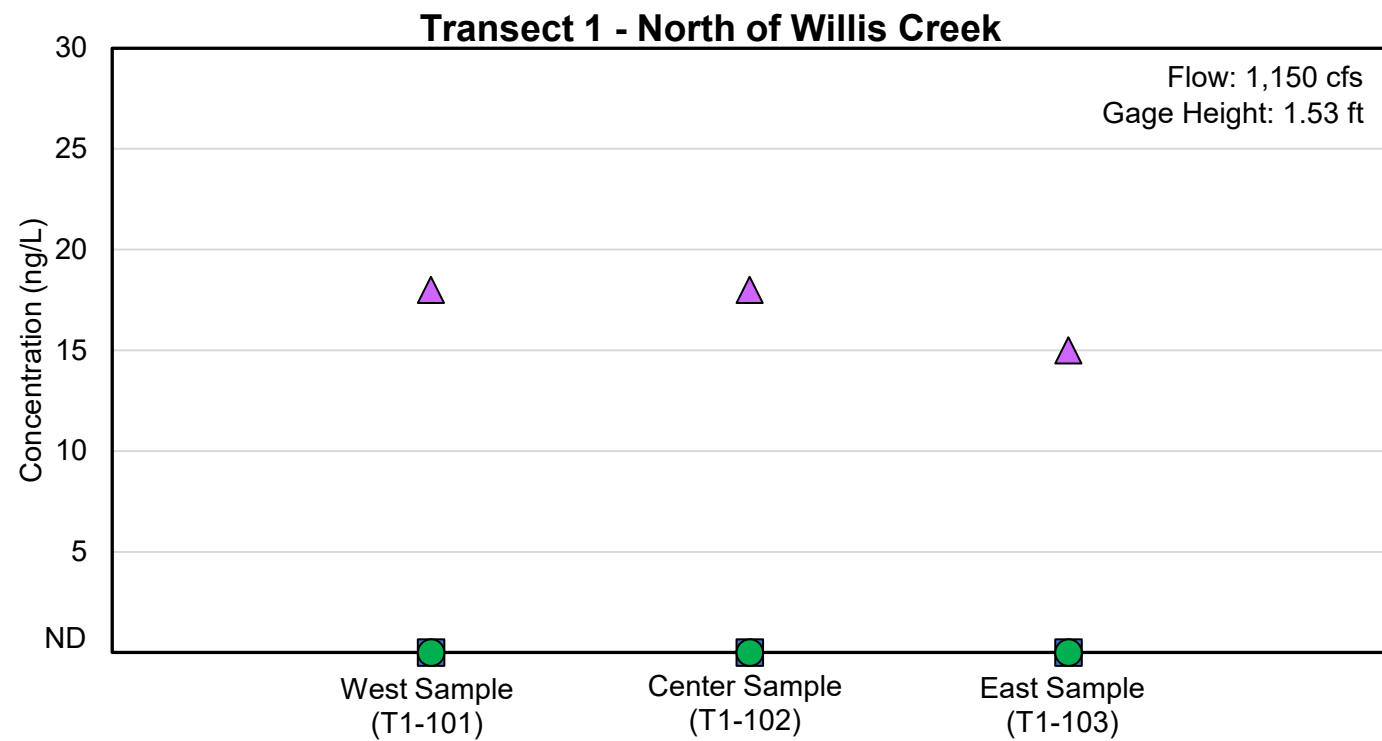 Transect 1 - North of Willis Creek
30
Flow: 1,150 cfs
Gage Height: 1.53 ft
25
20
15
10
5
ND
Concentration (ng/L)
West Sample
(T1-101)
Center Sample
(T1-102)
East Sample
(T1-103)